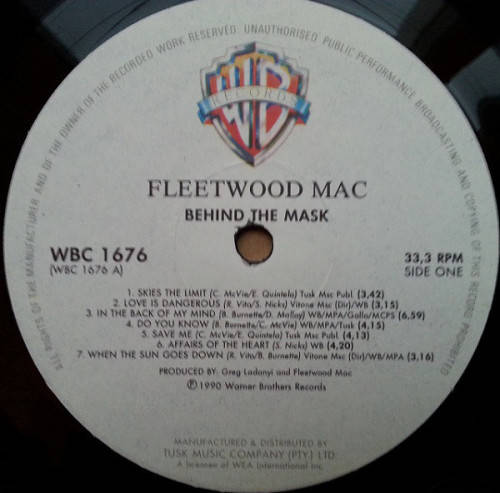 ALL RIGHTS OF THE MANUFACTURER AND OF THE OWNER OF THE RECORDED WORK RESERVED. UNAUTHORISED PUBLIC PERFORMANCE BROADCASTING AND COPYING OF THIS RECORD PROHIBITED
WB
RECORDS
FLEETWOOD MAC
BEHIND THE MASK
WBC 1676
(WBC 1676 A)
33,3 RPM
SIDE ONE
1. SKIES THE LIMIT (C. McVie/E. Quintela) Tusk Msc Publ. (3,42)
2. LOVE IS DANGEROUS (R. Vito/S. Nicks) Vitone Msc (Dir)/WB (3,15)
3. IN THE BACK OF MY MIND (B. Burnette/D. Malloy) WB/MPA/Gallo/MCPS (6,59)
4. DO YOU KNOW (B. Burnette/C. McVie) WB/MPA/Tusk (4,15)
5. SAVE ME (C. McVie/E. Quintela) Tusk Msc Publ. (4,13)
6. AFFAIRS OF THE HEART (S. Nicks) WB (4,20)
7. WHEN THE SUN GOES DOWN (R. Vito/B. Burnette) Vitone Msc (Dir)/WB/MPA (3,16)
PRODUCED BY: Greg Ladanyi and Fleetwood Mac
℗1990 Warner Brothers Records
MANUFACTURED & DISTRIBUTED BY
TUSK MUSIC COMPANY (PTY) LTD.
A licensee of WEA International Inc.